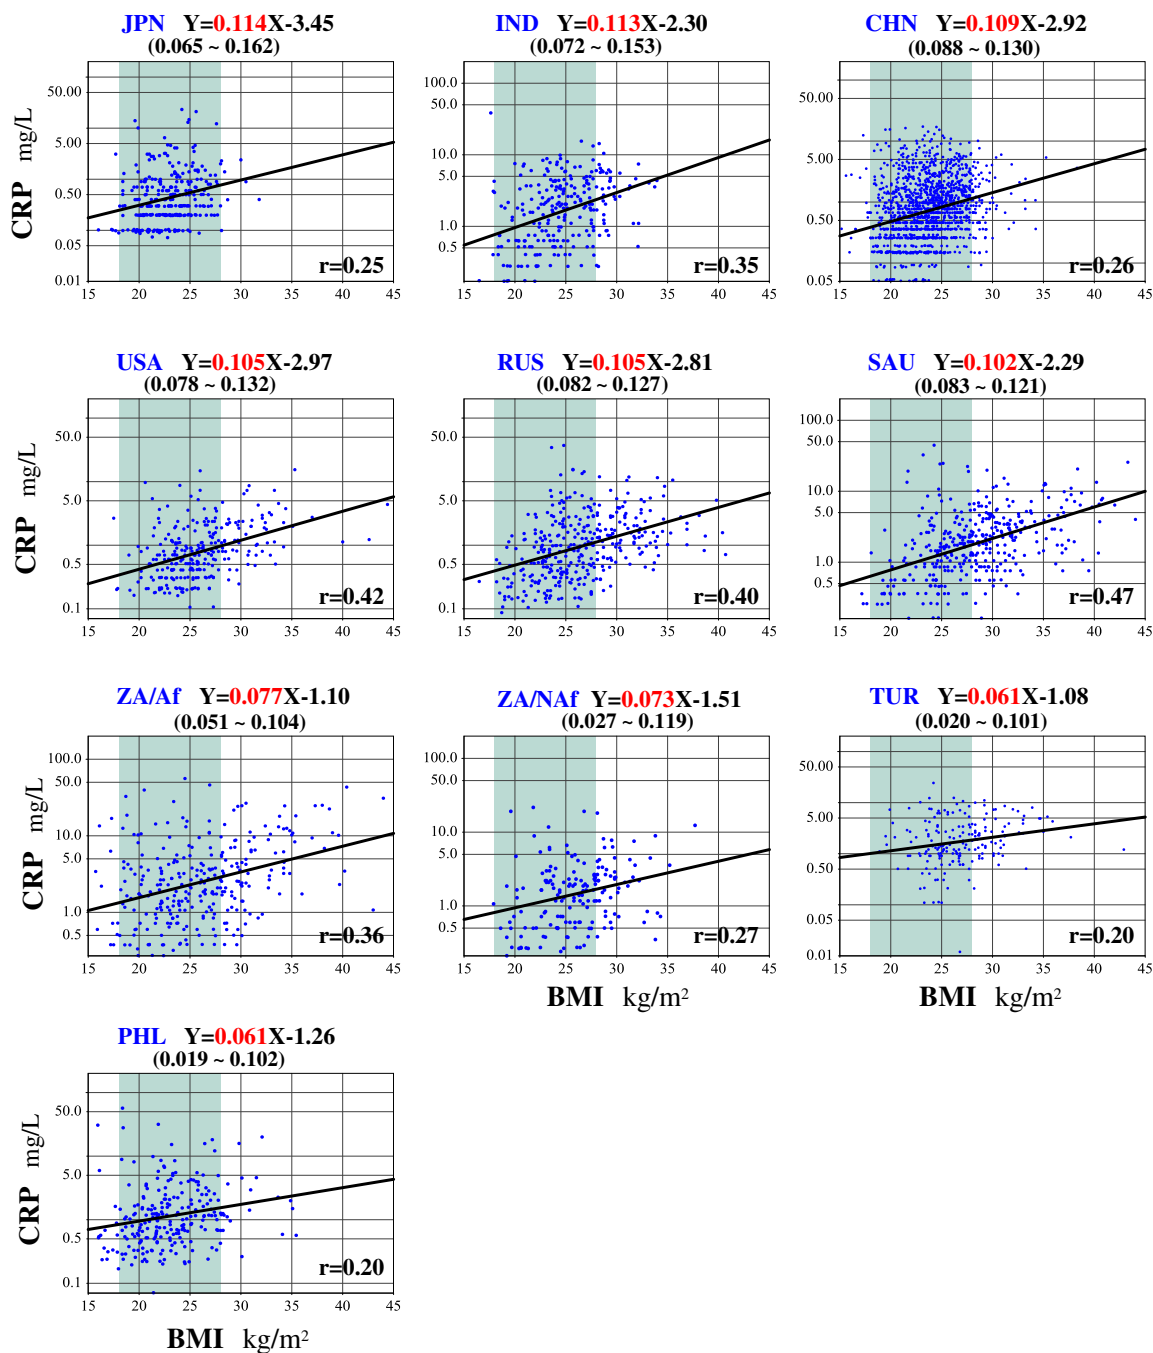 JPN Y=0.114X-3.45
(0.065 ~ 0.162)
IND Y=0.113X-2.30
(0.072 ~ 0.153)
CHN Y=0.109X-2.92
(0.088 ~ 0.130)
CRP mg/L
50.00
5.00
0.50
0.05
0.01
r=0.25
15 20 25 30 35 40 45
100.0
50.0
10.0
5.0
1.0
0.5
r=0.35
15 20 25 30 35 40 45
50.00
5.00
0.50
0.05
r=0.26
15 20 25 30 35 40 45
USA Y=0.105X-2.97
(0.078 ~ 0.132)
RUS Y=0.105X-2.81
(0.082 ~ 0.127)
SAU Y=0.102X-2.29
(0.083 ~ 0.121)
CRP mg/L
50.0
5.0
0.5
0.1
r=0.42
15 20 25 30 35 40 45
50.0
5.0
0.5
0.1
r=0.40
15 20 25 30 35 40 45
100.0
50.0
10.0
5.0
1.0
0.5
r=0.47
15 20 25 30 35 40 45
ZA/Af Y=0.077X-1.10
(0.051 ~ 0.104)
ZA/NAf Y=0.073X-1.51
(0.027 ~ 0.119)
TUR Y=0.061X-1.08
(0.020 ~ 0.101)
CRP mg/L
100.0
50.0
10.0
5.0
1.0
0.5
r=0.36
15 20 25 30 35 40 45
100.0
50.0
10.0
5.0
1.0
0.5
r=0.27
15 20 25 30 35 40 45
BMI kg/m²
50.00
5.00
0.50
0.05
0.01
r=0.20
15 20 25 30 35 40 45
BMI kg/m²
PHL Y=0.061X-1.26
(0.019 ~ 0.102)
CRP mg/L
50.0
5.0
0.5
0.1
r=0.20
15 20 25 30 35 40 45
BMI kg/m²